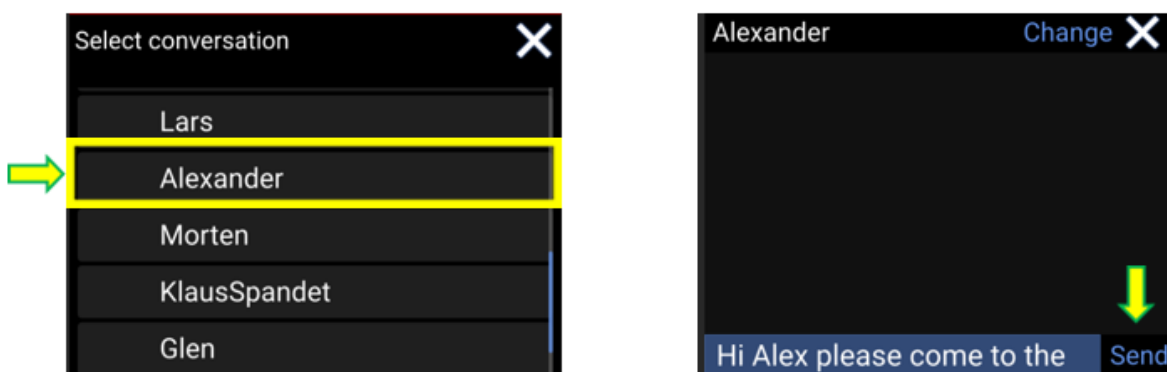 Select conversation
Lars
Alexander
Morten
KlausSpandet
Glen
Alexander Change
Hi Alex please come to the Send